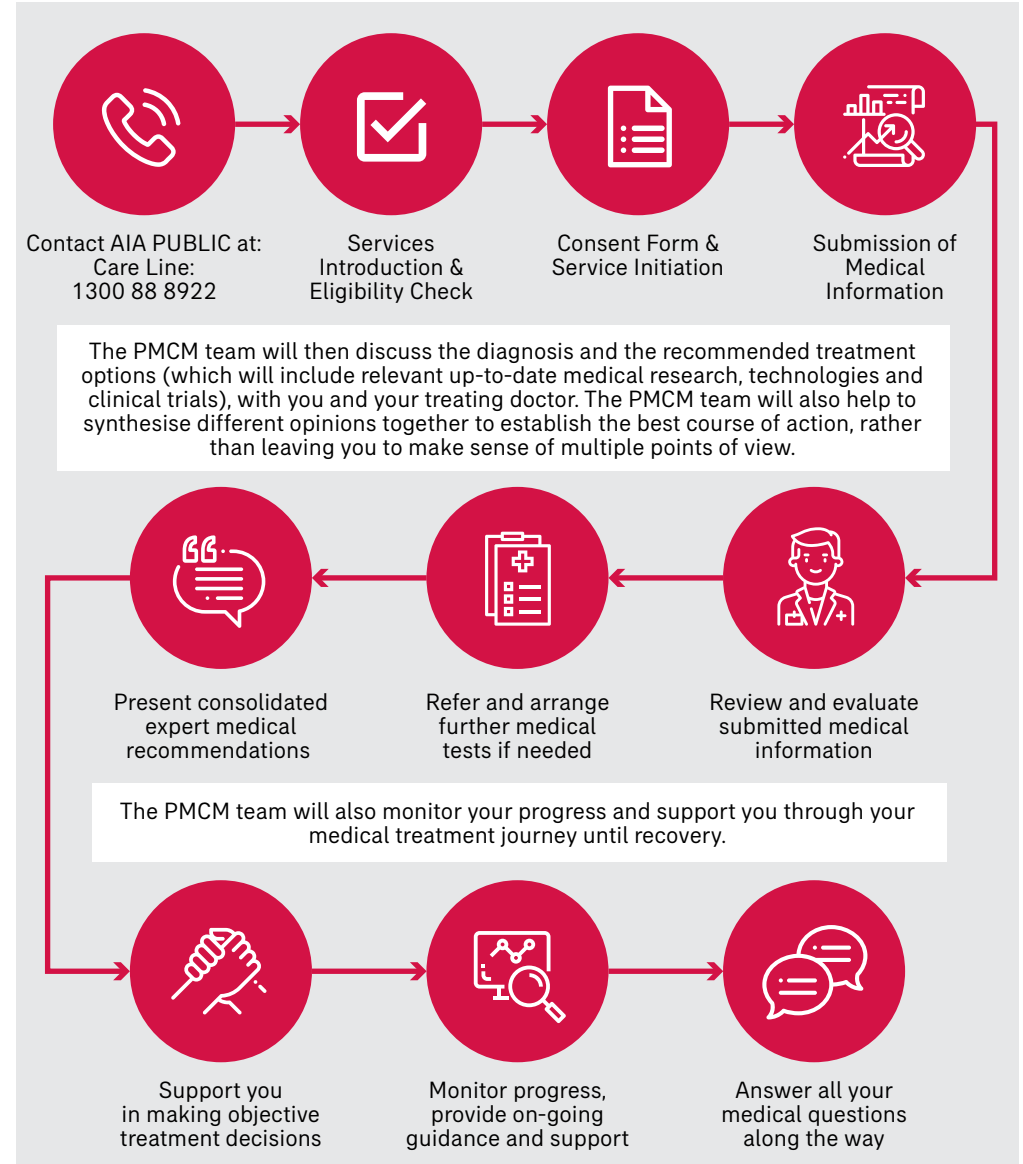 Contact AIA PUBLIC at:
Care Line:
1300 88 8922
Services
Introduction &
Eligibility Check
Consent Form &
Service Initiation
Submission of
Medical
Information
The PMCM team will then discuss the diagnosis and the recommended treatment
options (which will include relevant up-to-date medical research, technologies and
clinical trials), with you and your treating doctor. The PMCM team will also help to
synthesise different opinions together to establish the best course of action, rather
than leaving you to make sense of multiple points of view.
Present consolidated
expert medical
recommendations
Refer and arrange
further medical
tests if needed
Review and evaluate
submitted medical
information
The PMCM team will also monitor your progress and support you through your
medical treatment journey until recovery.
Support you
in making objective
treatment decisions
Monitor progress,
provide on-going
guidance and support
Answer all your
medical questions
along the way